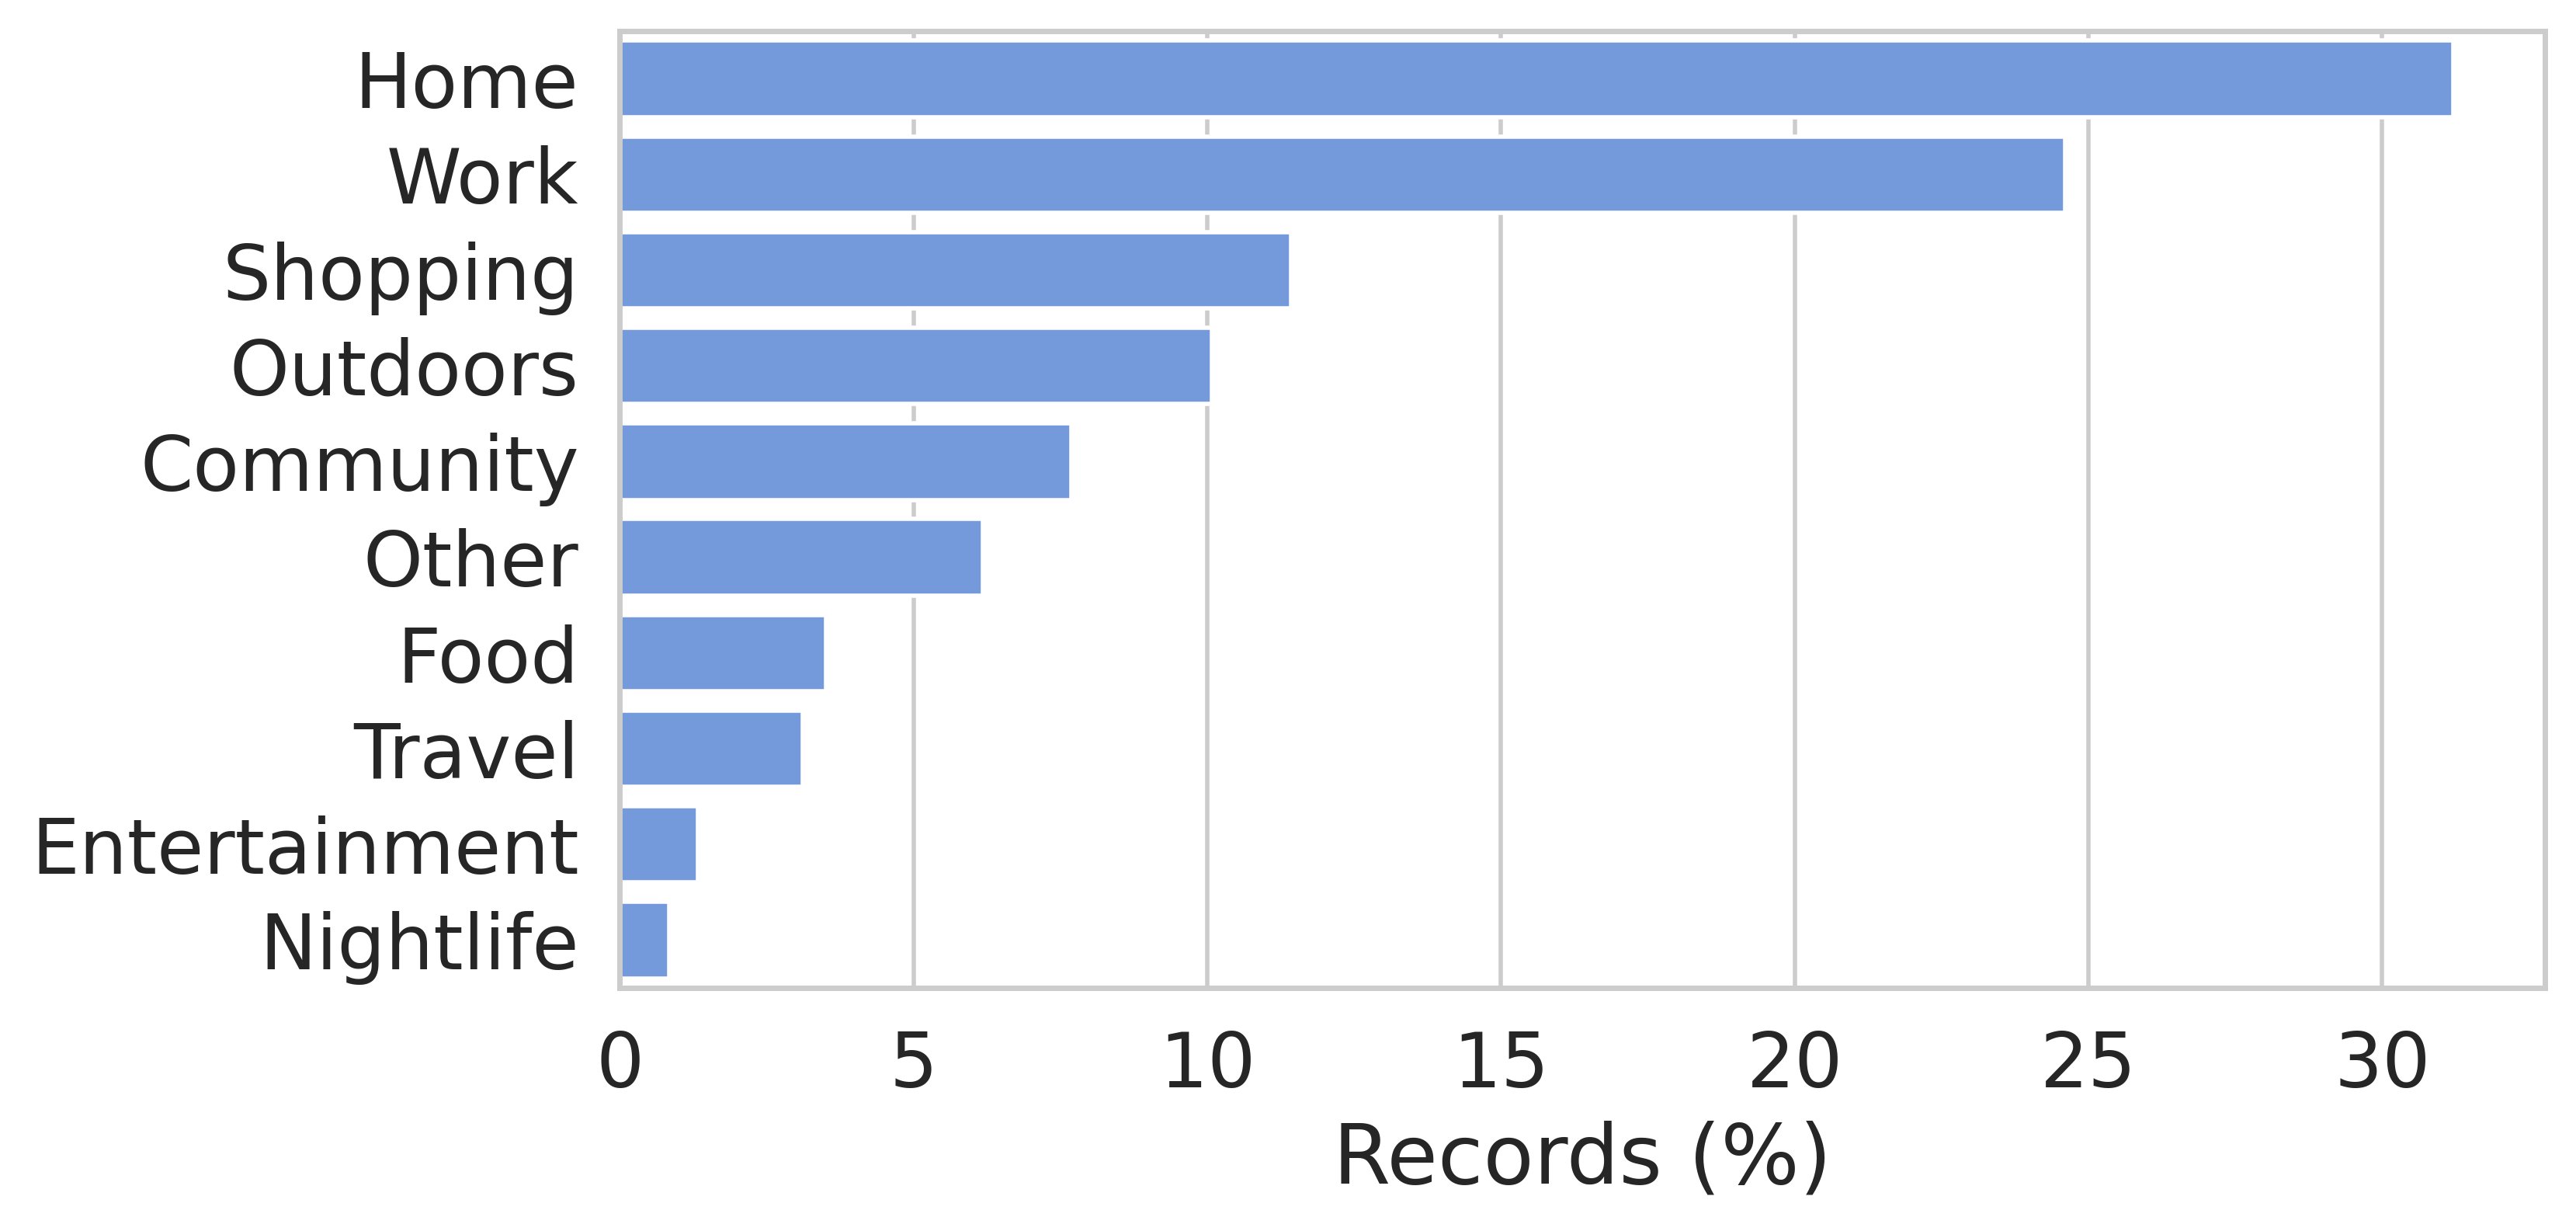 Home
Work
Shopping
Outdoors
Community
Other
Food
Travel
Entertainment
Nightlife
0 5 10 15 20 25 30
Records (%)